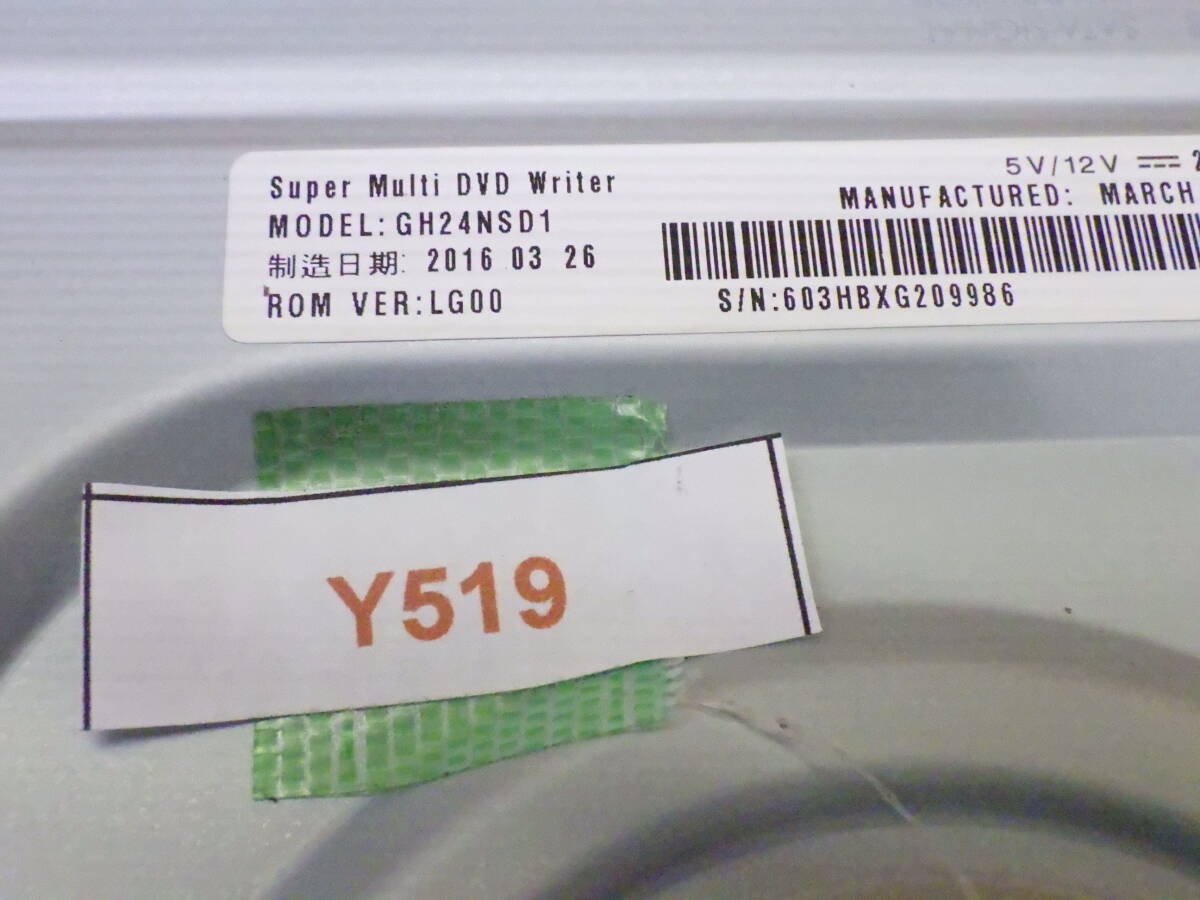 Super Multi DVD Writer
MODEL:GH24NSD1
制造日期: 2016 03 26
ROM VER:LG00
5V/12V ⎓ 2
MANUFACTURED: MARCH
S/N:603HBXG209986
Y519